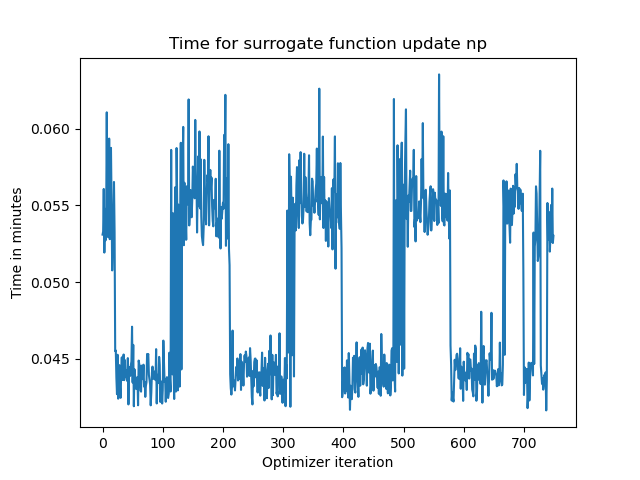 Time for surrogate function update np
0.060
0.055
0.050
0.045
Time in minutes
0 100 200 300 400 500 600 700
Optimizer iteration